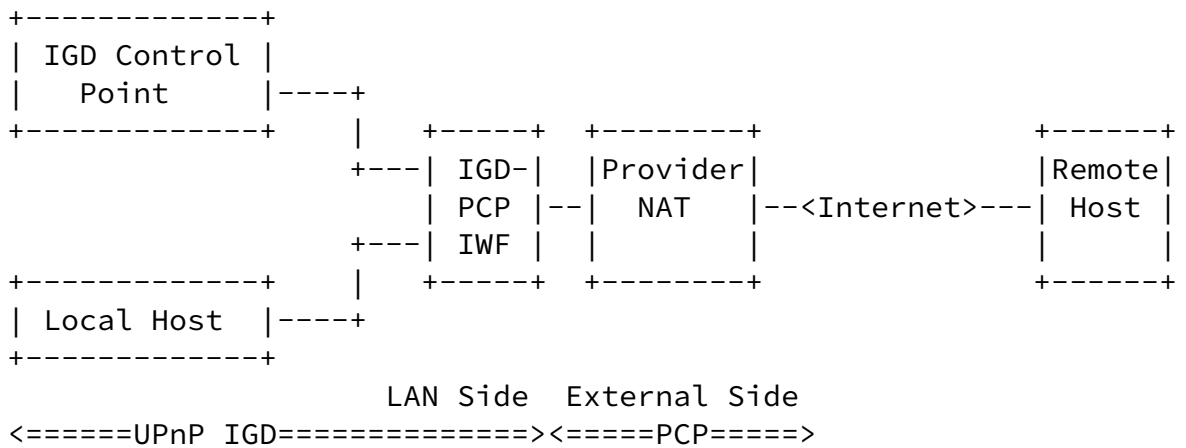 +-------------+
| IGD Control |
|   Point     |----+
+-------------+    |   +-----+  +--------+               +------+
                   +---| IGD-|  |Provider|               |Remote|
                       | PCP |--|  NAT   |--<Internet>---| Host |
                   +---| IWF |  |        |               |      |
+-------------+    |   +-----+  +--------+               +------+
| Local Host  |----+
+-------------+
                     LAN Side  External Side
<======UPnP IGD==============><=====PCP=====>